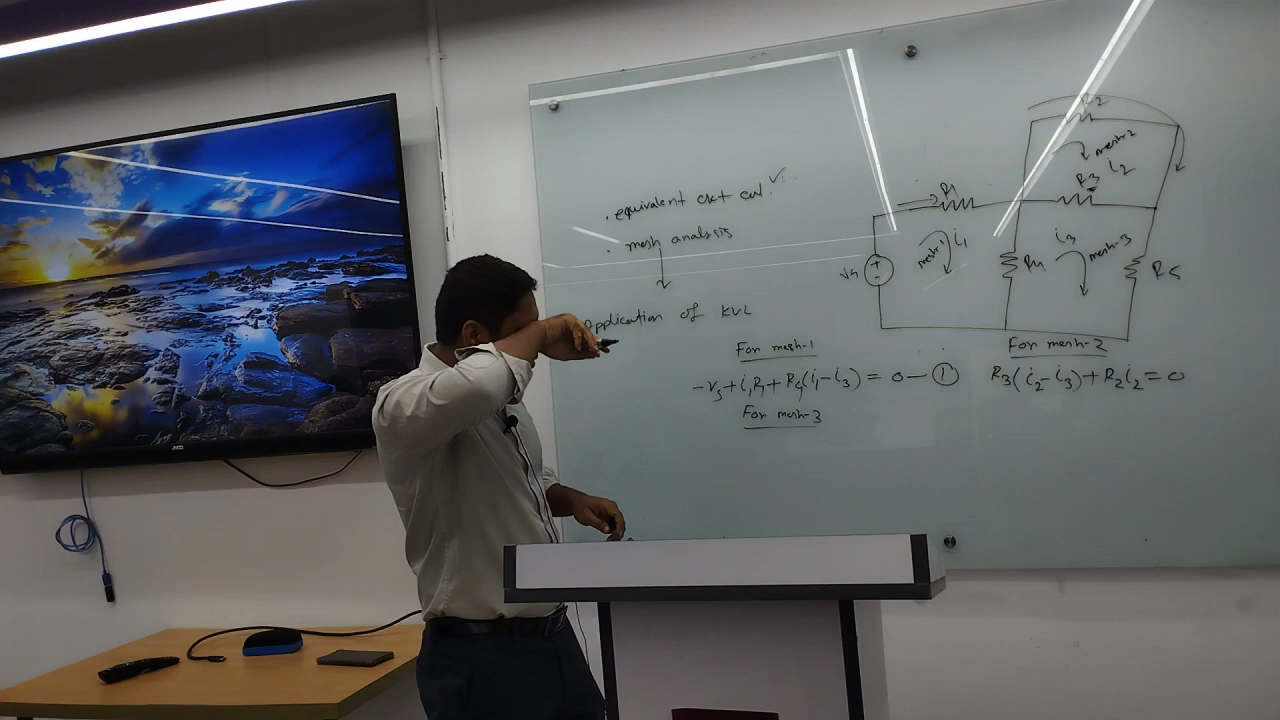 • equivalent ckt cal ✓
• mesh analysis
application of KVL
R2
mesh-2
i2
R3
R1
mesh-1
i1
i3
mesh-3
R4
R5
Vs
+
-
For mesh-1
-Vs+i1R1+R4(i1-i3)=0-①
For mesh-3
For mesh-2
R3(i2-i3)+R2i2=0
JVCO